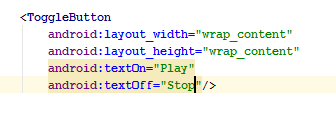 <ToggleButton
android:layout_width="wrap_content"
android:layout_height="wrap_content"
android:textOn="Play"
android:textOff="Stop"/>